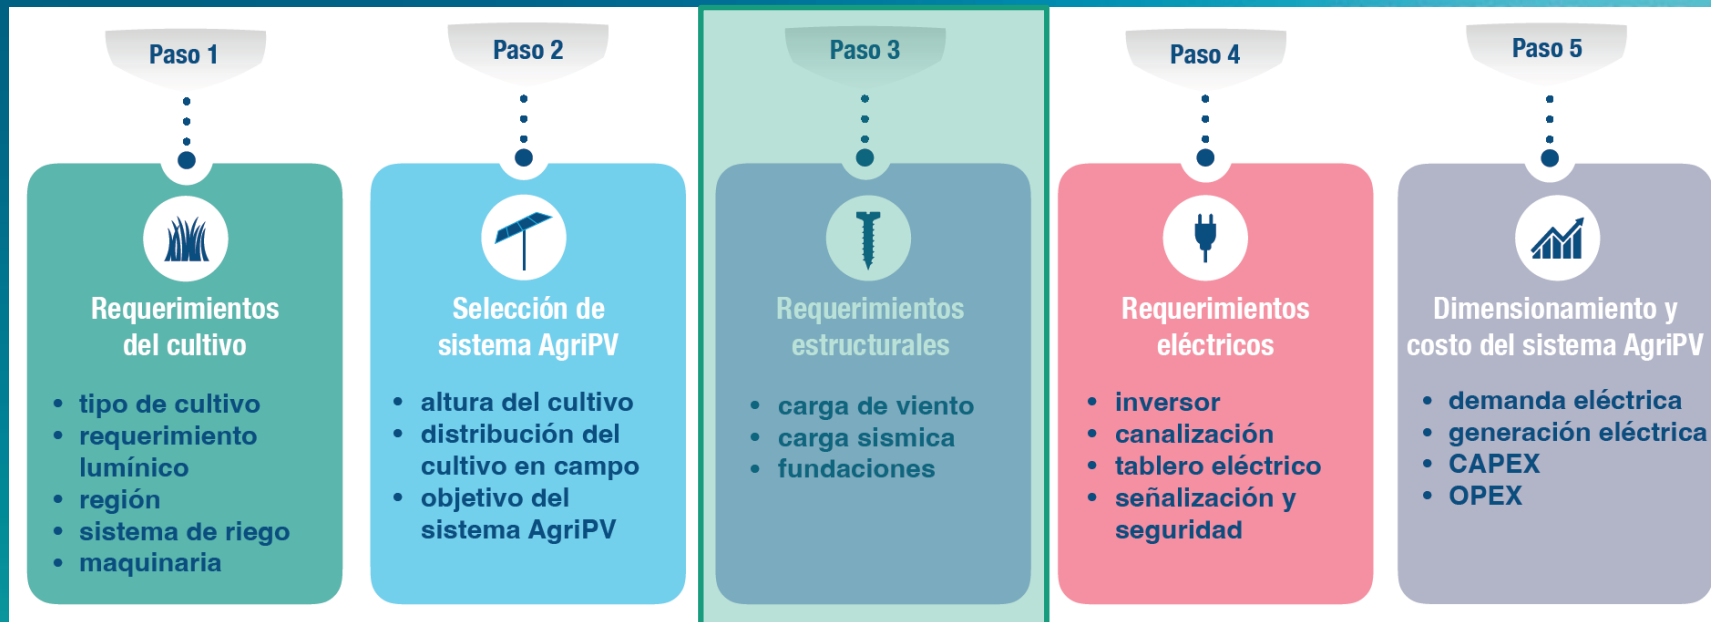 Paso 1
Requerimientos
del cultivo
• tipo de cultivo
• requerimiento
lumínico
• región
• sistema de riego
• maquinaria
Paso 2
Selección de
sistema AgriPV
• altura del cultivo
• distribución del
cultivo en campo
• objetivo del
sistema AgriPV
Paso 3
Requerimientos
estructurales
• carga de viento
• carga sismica
• fundaciones
Paso 4
Requerimientos
eléctricos
• inversor
• canalización
• tablero eléctrico
• señalización y
seguridad
Paso 5
Dimensionamiento y
costo del sistema AgriPV
• demanda eléctrica
• generación eléctrica
• CAPEX
• OPEX